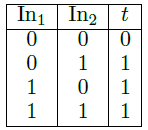 In₁ In₂ t
0 0 0
0 1 1
1 0 1
1 1 1